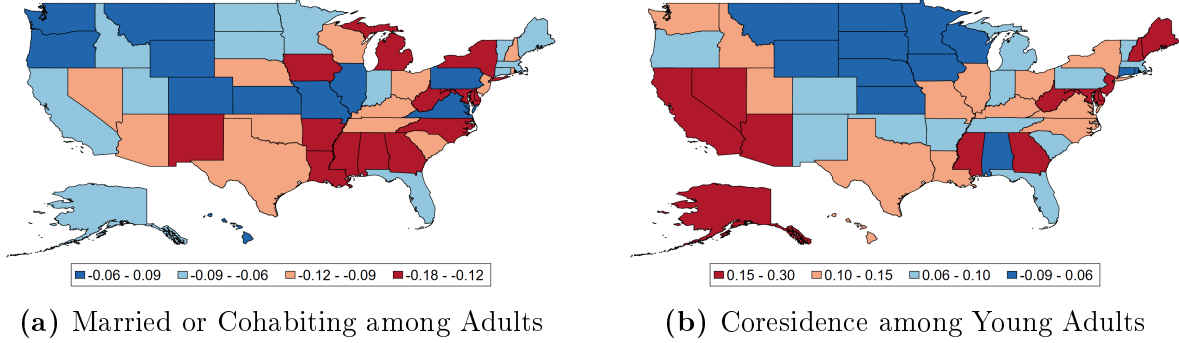 -0.06 - 0.09 -0.09 - -0.06 -0.12 - -0.09 -0.18 - -0.12
0.15 - 0.30 0.10 - 0.15 0.06 - 0.10 -0.09 - 0.06
(a) Married or Cohabiting among Adults
(b) Coresidence among Young Adults